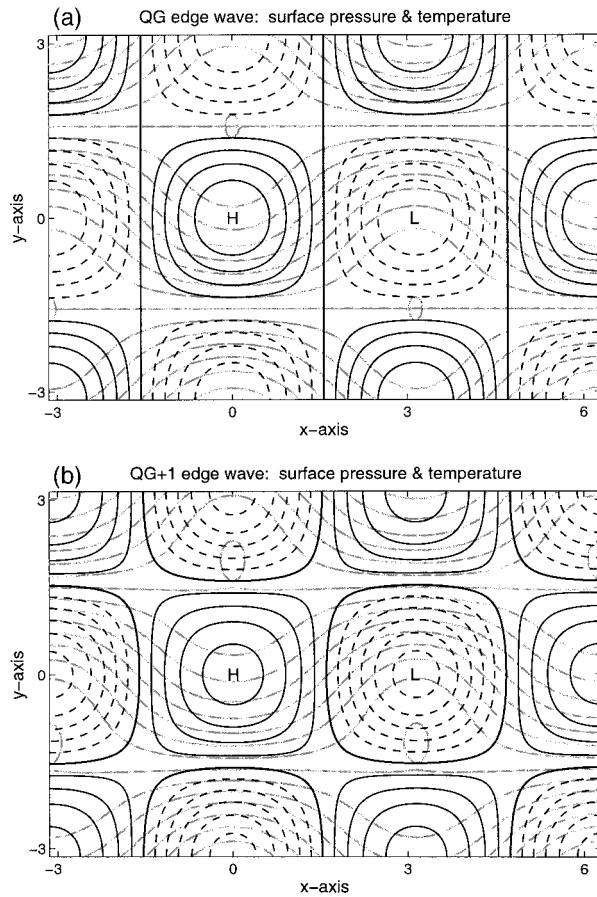 (a) QG edge wave: surface pressure & temperature
3
y-axis
0
H
L
-3
-3 0 3 6
x-axis
(b) QG+1 edge wave: surface pressure & temperature
3
y-axis
0
H
L
-3
-3 0 3 6
x-axis